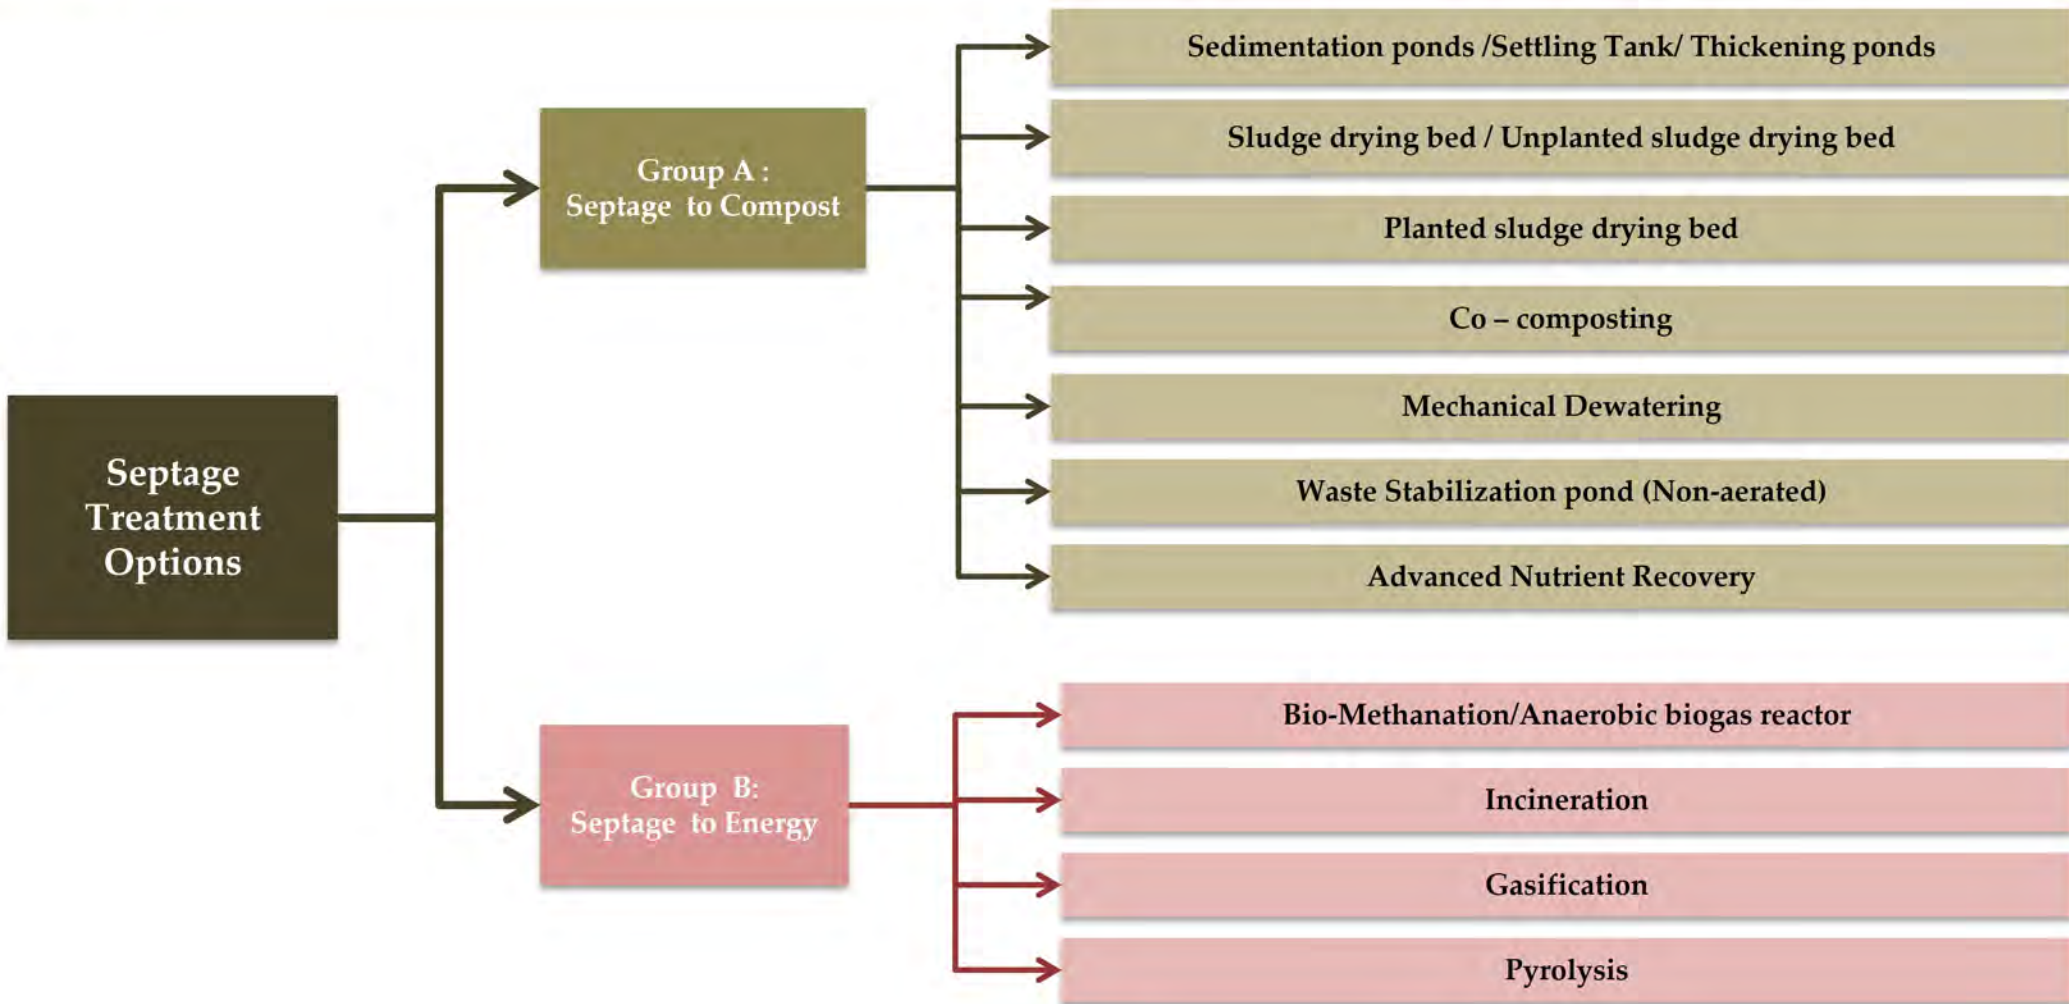 Septage
Treatment
Options
Group A :
Septage to Compost
Sedimentation ponds /Settling Tank/ Thickening ponds
Sludge drying bed / Unplanted sludge drying bed
Planted sludge drying bed
Co – composting
Mechanical Dewatering
Waste Stabilization pond (Non-aerated)
Advanced Nutrient Recovery
Group B:
Septage to Energy
Bio-Methanation/Anaerobic biogas reactor
Incineration
Gasification
Pyrolysis